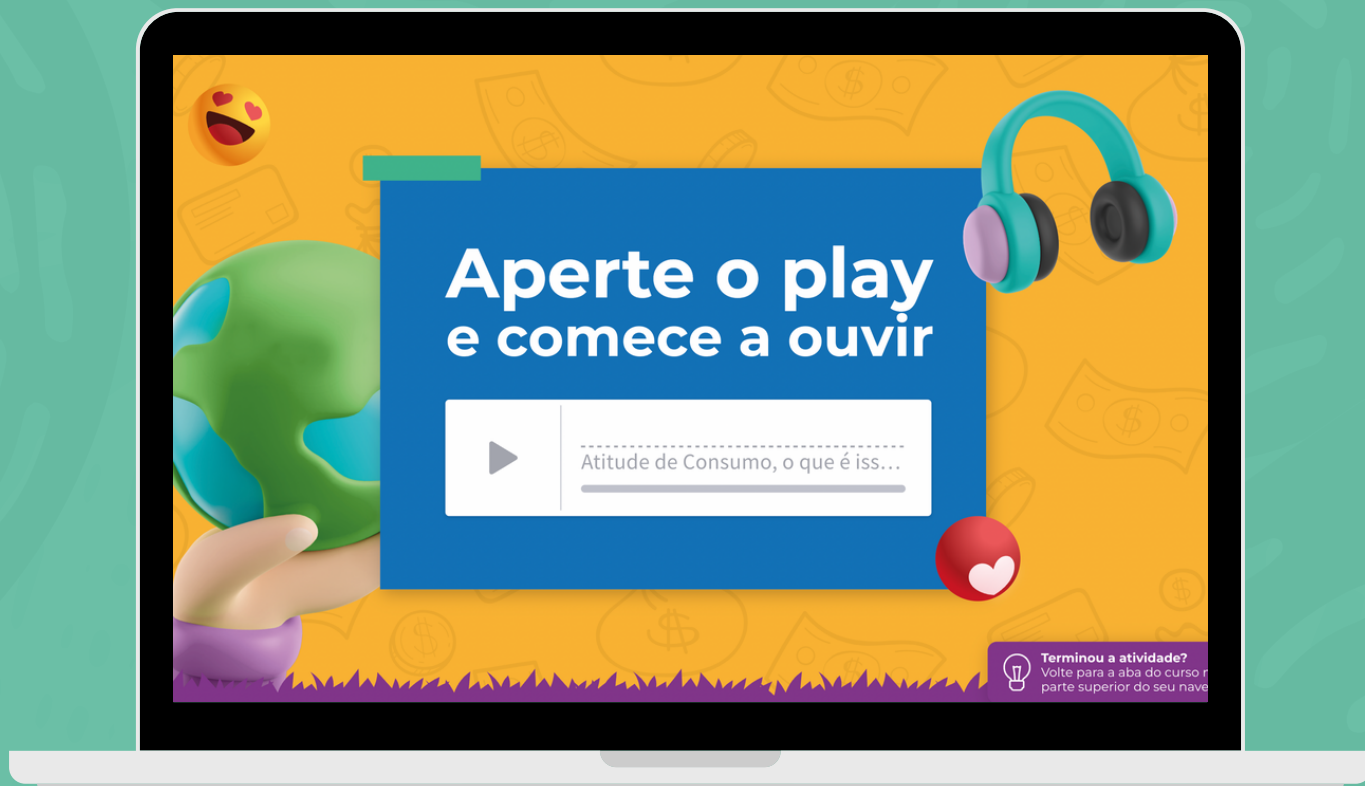 Aperte o play
e comece a ouvir
Atitude de Consumo, o que é iss...
Terminou a atividade?
Volte para a aba do curso
parte superior do seu